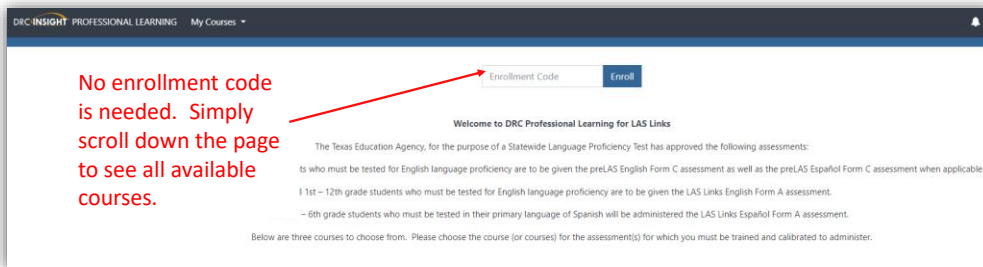 DRC INSIGHT PROFESSIONAL LEARNING My Courses
No enrollment code
is needed. Simply
scroll down the page
to see all available
courses.
Enrollment Code Enroll
Welcome to DRC Professional Learning for LAS Links
The Texas Education Agency, for the purpose of a Statewide Language Proficiency Test has approved the following assessments:
ts who must be tested for English language proficiency are to be given the preLAS English Form C assessment as well as the preLAS Español Form C assessment when applicable
1st – 12th grade students who must be tested for English language proficiency are to be given the LAS Links English Form A assessment.
– 6th grade students who must be tested in their primary language of Spanish will be administered the LAS Links Español Form A assessment.
Below are three courses to choose from. Please choose the course (or courses) for the assessment(s) for which you must be trained and calibrated to administer.